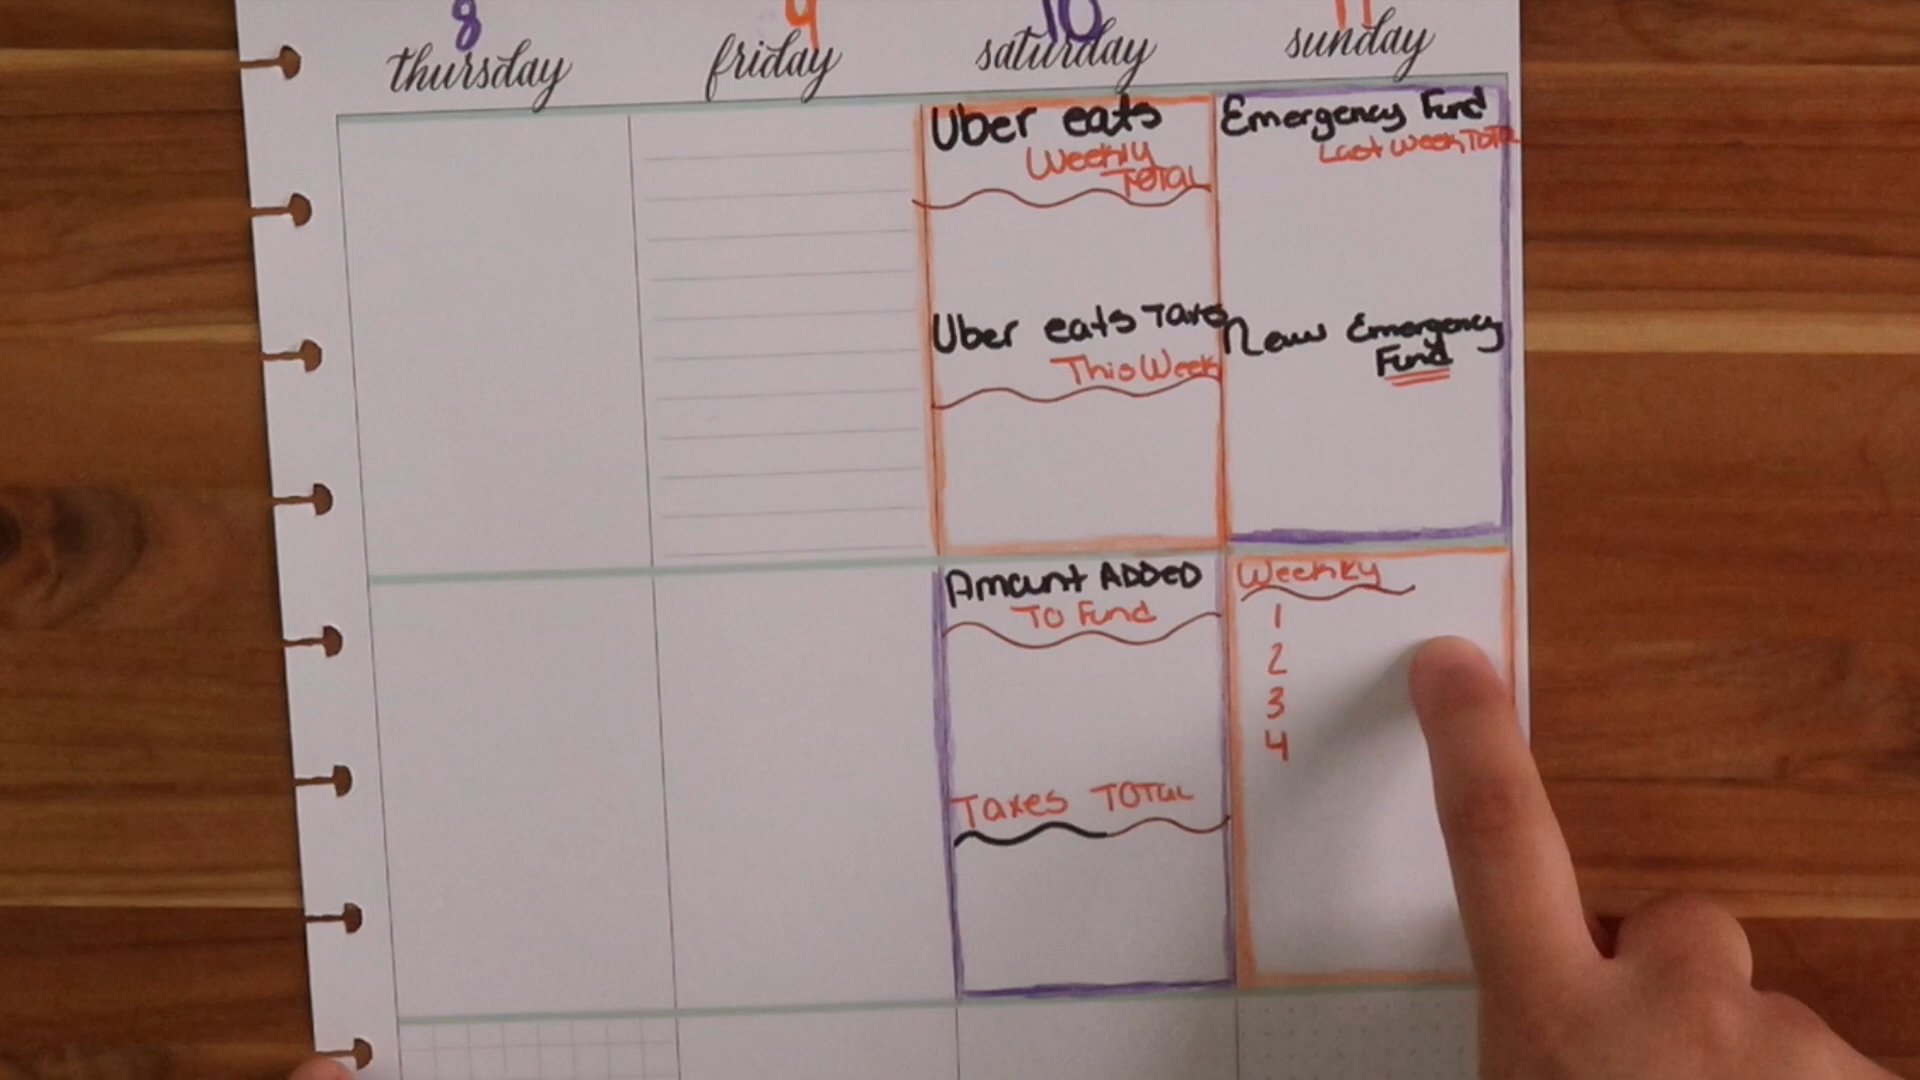 8 9 10 11
thursday friday saturday sunday
Uber eats
Weekly
TOTAL
Uber eats Taxes
This Week
Emergency Fund
Last Week TOTAL
New Emergency
Fund
Amount ADDED
To Fund
Taxes TOTAL
Weekly
1
2
3
4